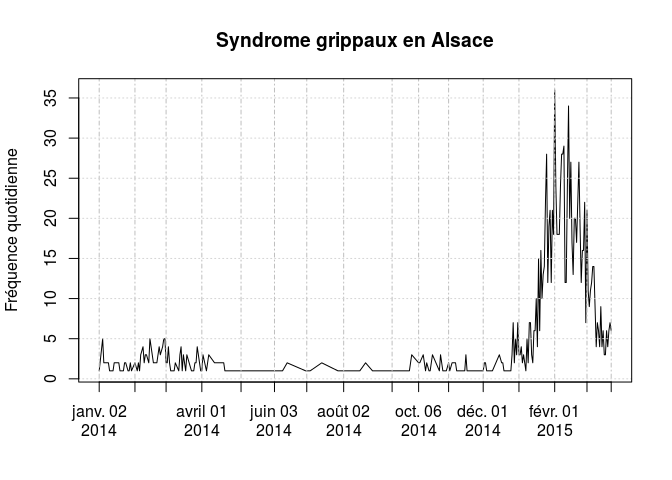 Syndrome grippaux en Alsace
Fréquence quotidienne
35
30
25
20
15
10
5
0
janv. 02 avril 01 juin 03 août 02 oct. 06 déc. 01 févr. 01
2014 2014 2014 2014 2014 2014 2015